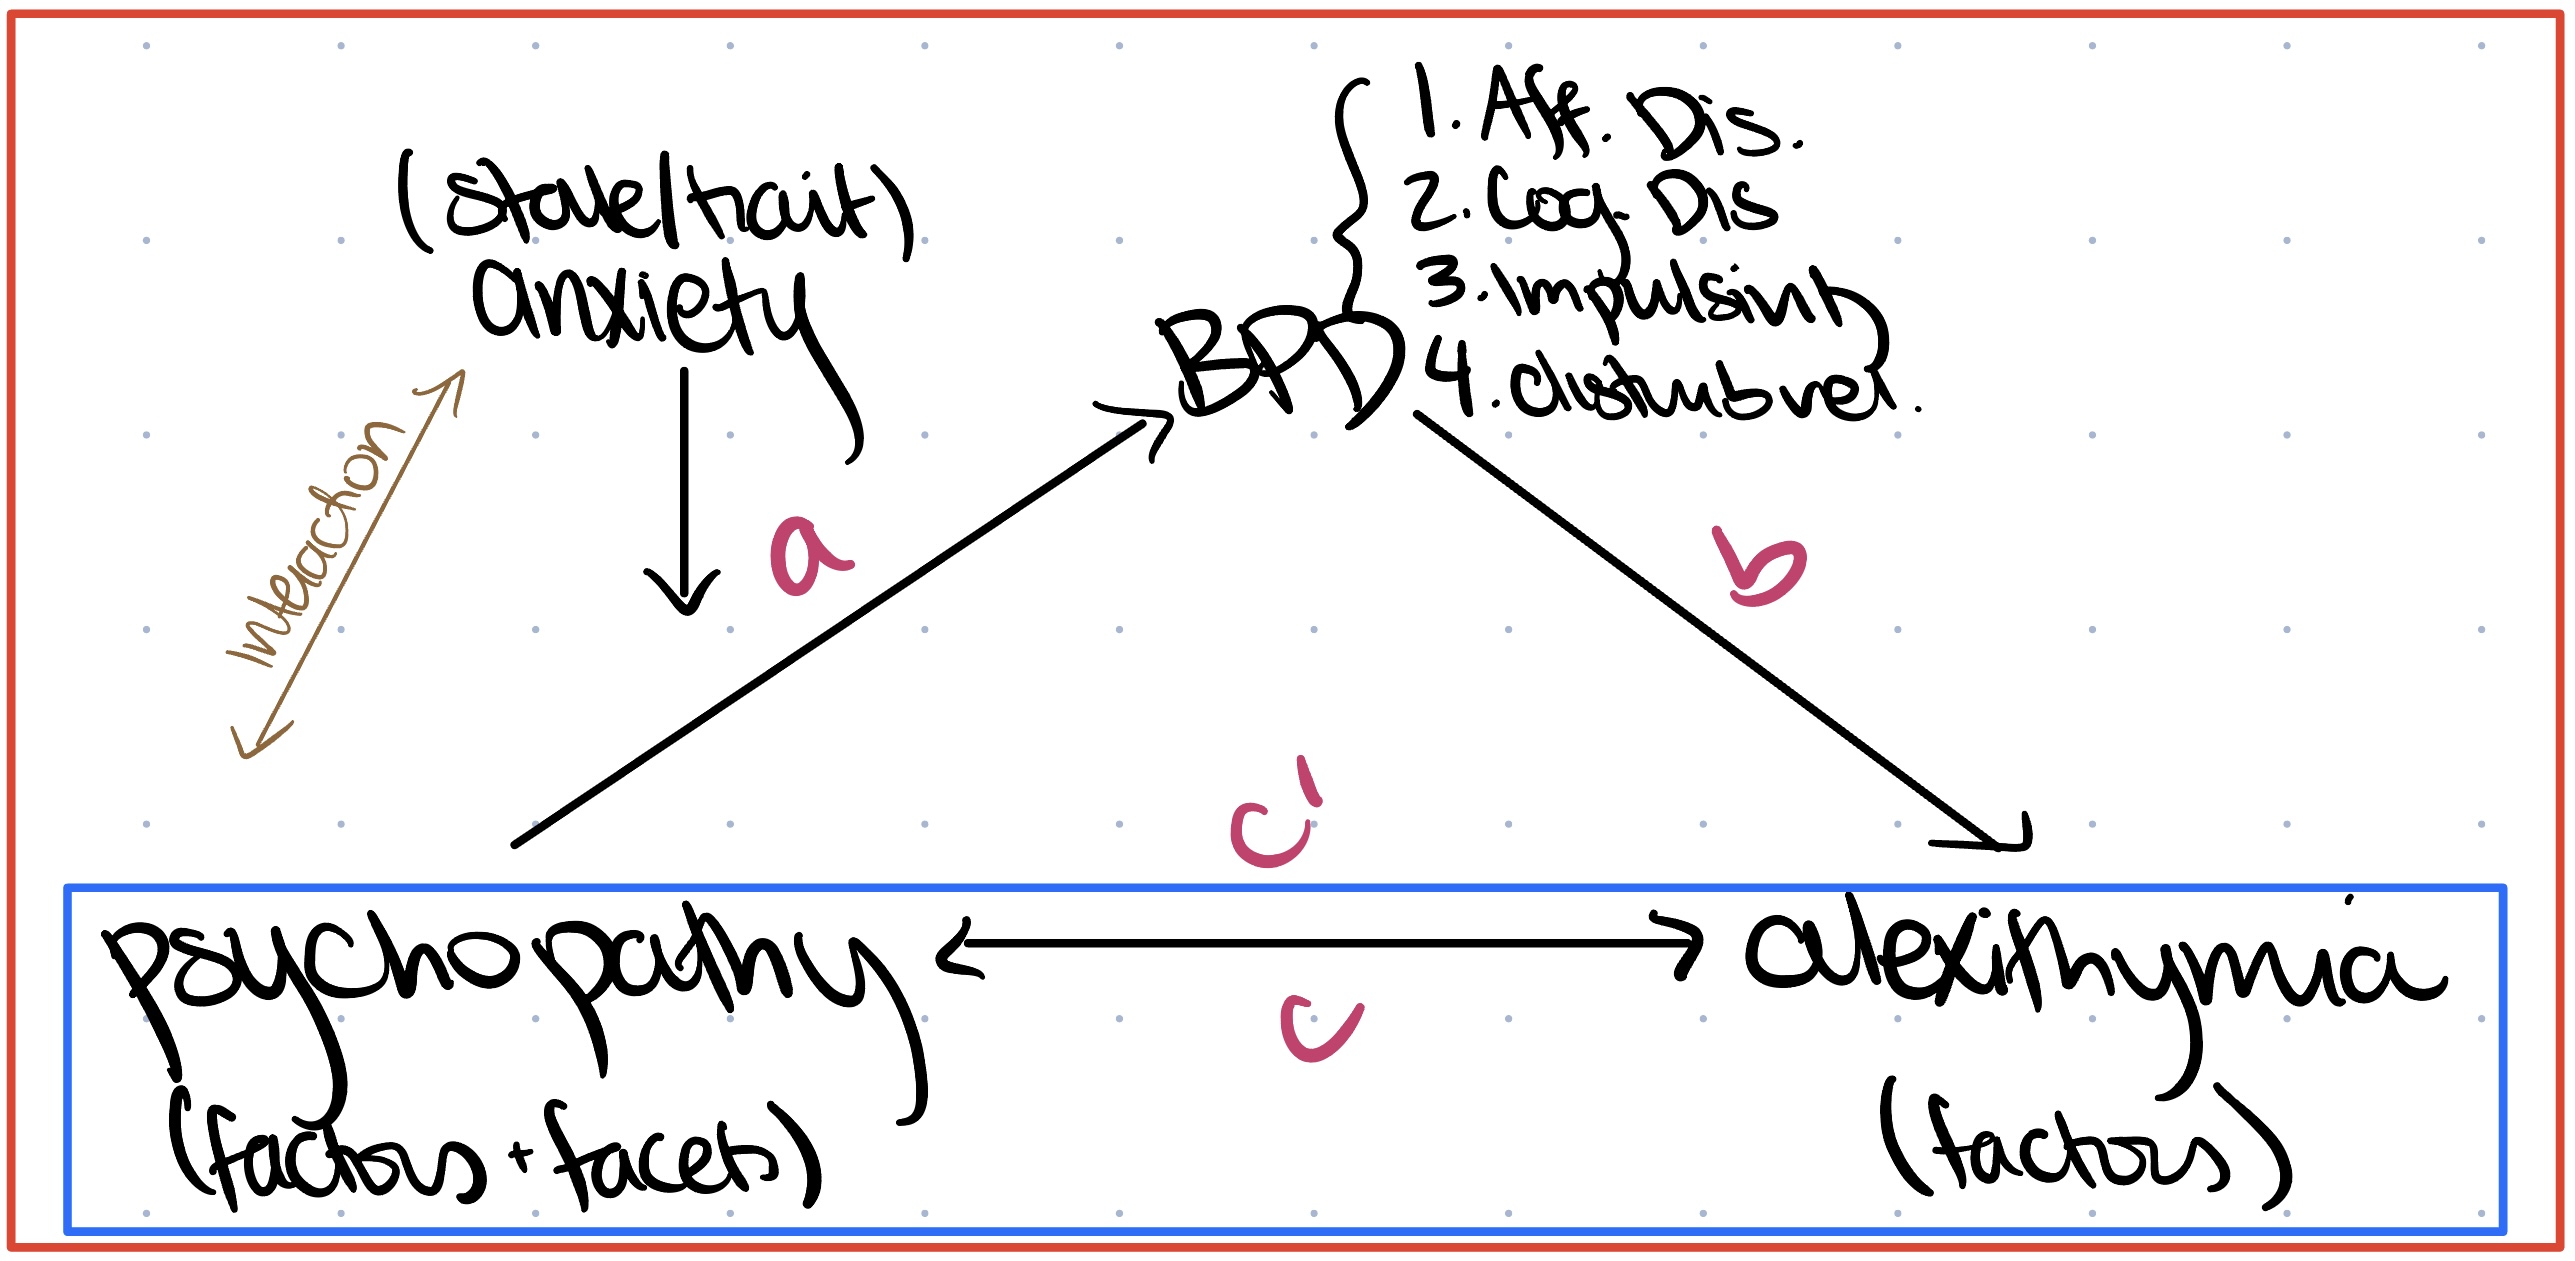 (state/trait)
anxiety
BPD
1. Aff. Dis.
2. Cog. Dis
3. Impulsivity
4. disturb rel.
Interaction
a
b
c'
psychopathy
alexithymia
c
(factors + facets)
(factors)